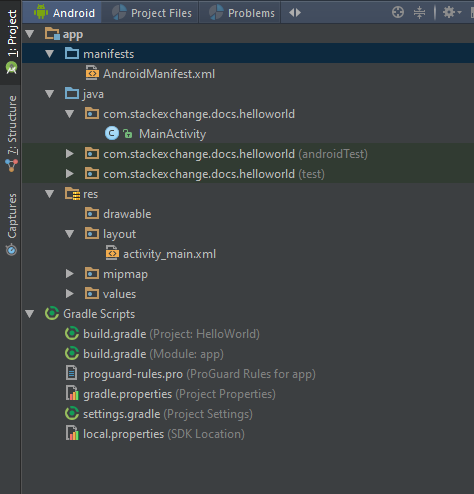 Android Project Files Problems
1: Project
7: Structure
Captures
app
manifests
AndroidManifest.xml
java
com.stackexchange.docs.helloworld
MainActivity
com.stackexchange.docs.helloworld (androidTest)
com.stackexchange.docs.helloworld (test)
res
drawable
layout
activity_main.xml
mipmap
values
Gradle Scripts
build.gradle (Project: HelloWorld)
build.gradle (Module: app)
proguard-rules.pro (ProGuard Rules for app)
gradle.properties (Project Properties)
settings.gradle (Project Settings)
local.properties (SDK Location)